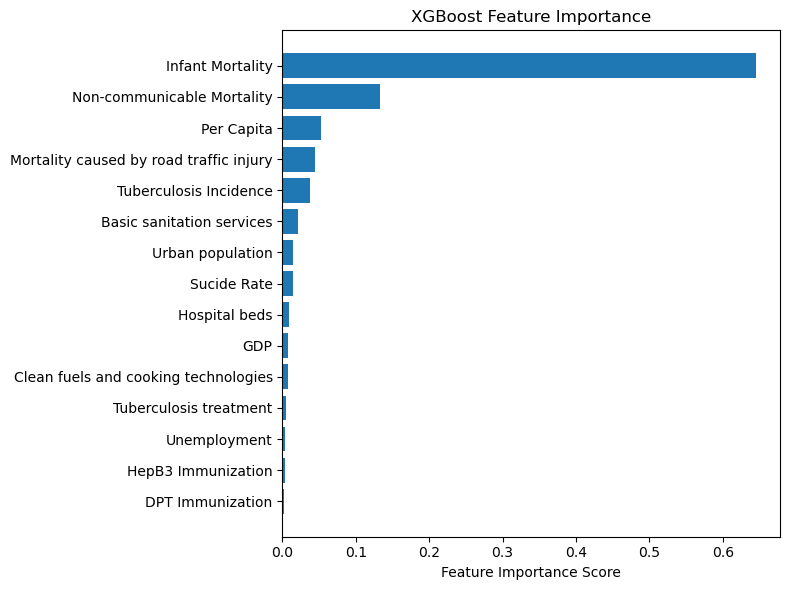 XGBoost Feature Importance
Infant Mortality
Non-communicable Mortality
Per Capita
Mortality caused by road traffic injury
Tuberculosis Incidence
Basic sanitation services
Urban population
Sucide Rate
Hospital beds
GDP
Clean fuels and cooking technologies
Tuberculosis treatment
Unemployment
HepB3 Immunization
DPT Immunization
0.0 0.1 0.2 0.3 0.4 0.5 0.6
Feature Importance Score